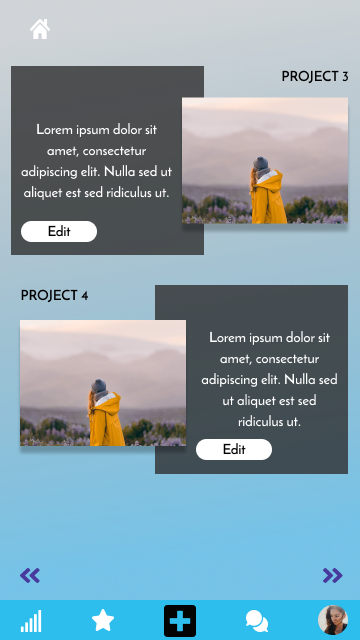 PROJECT 3
Lorem ipsum dolor sit
amet, consectetur
adipiscing elit. Nulla sed ut
aliquet est sed ridiculus ut.
Edit
PROJECT 4
Lorem ipsum dolor sit
amet, consectetur
adipiscing elit. Nulla sed
ut aliquet est sed
ridiculus ut.
Edit